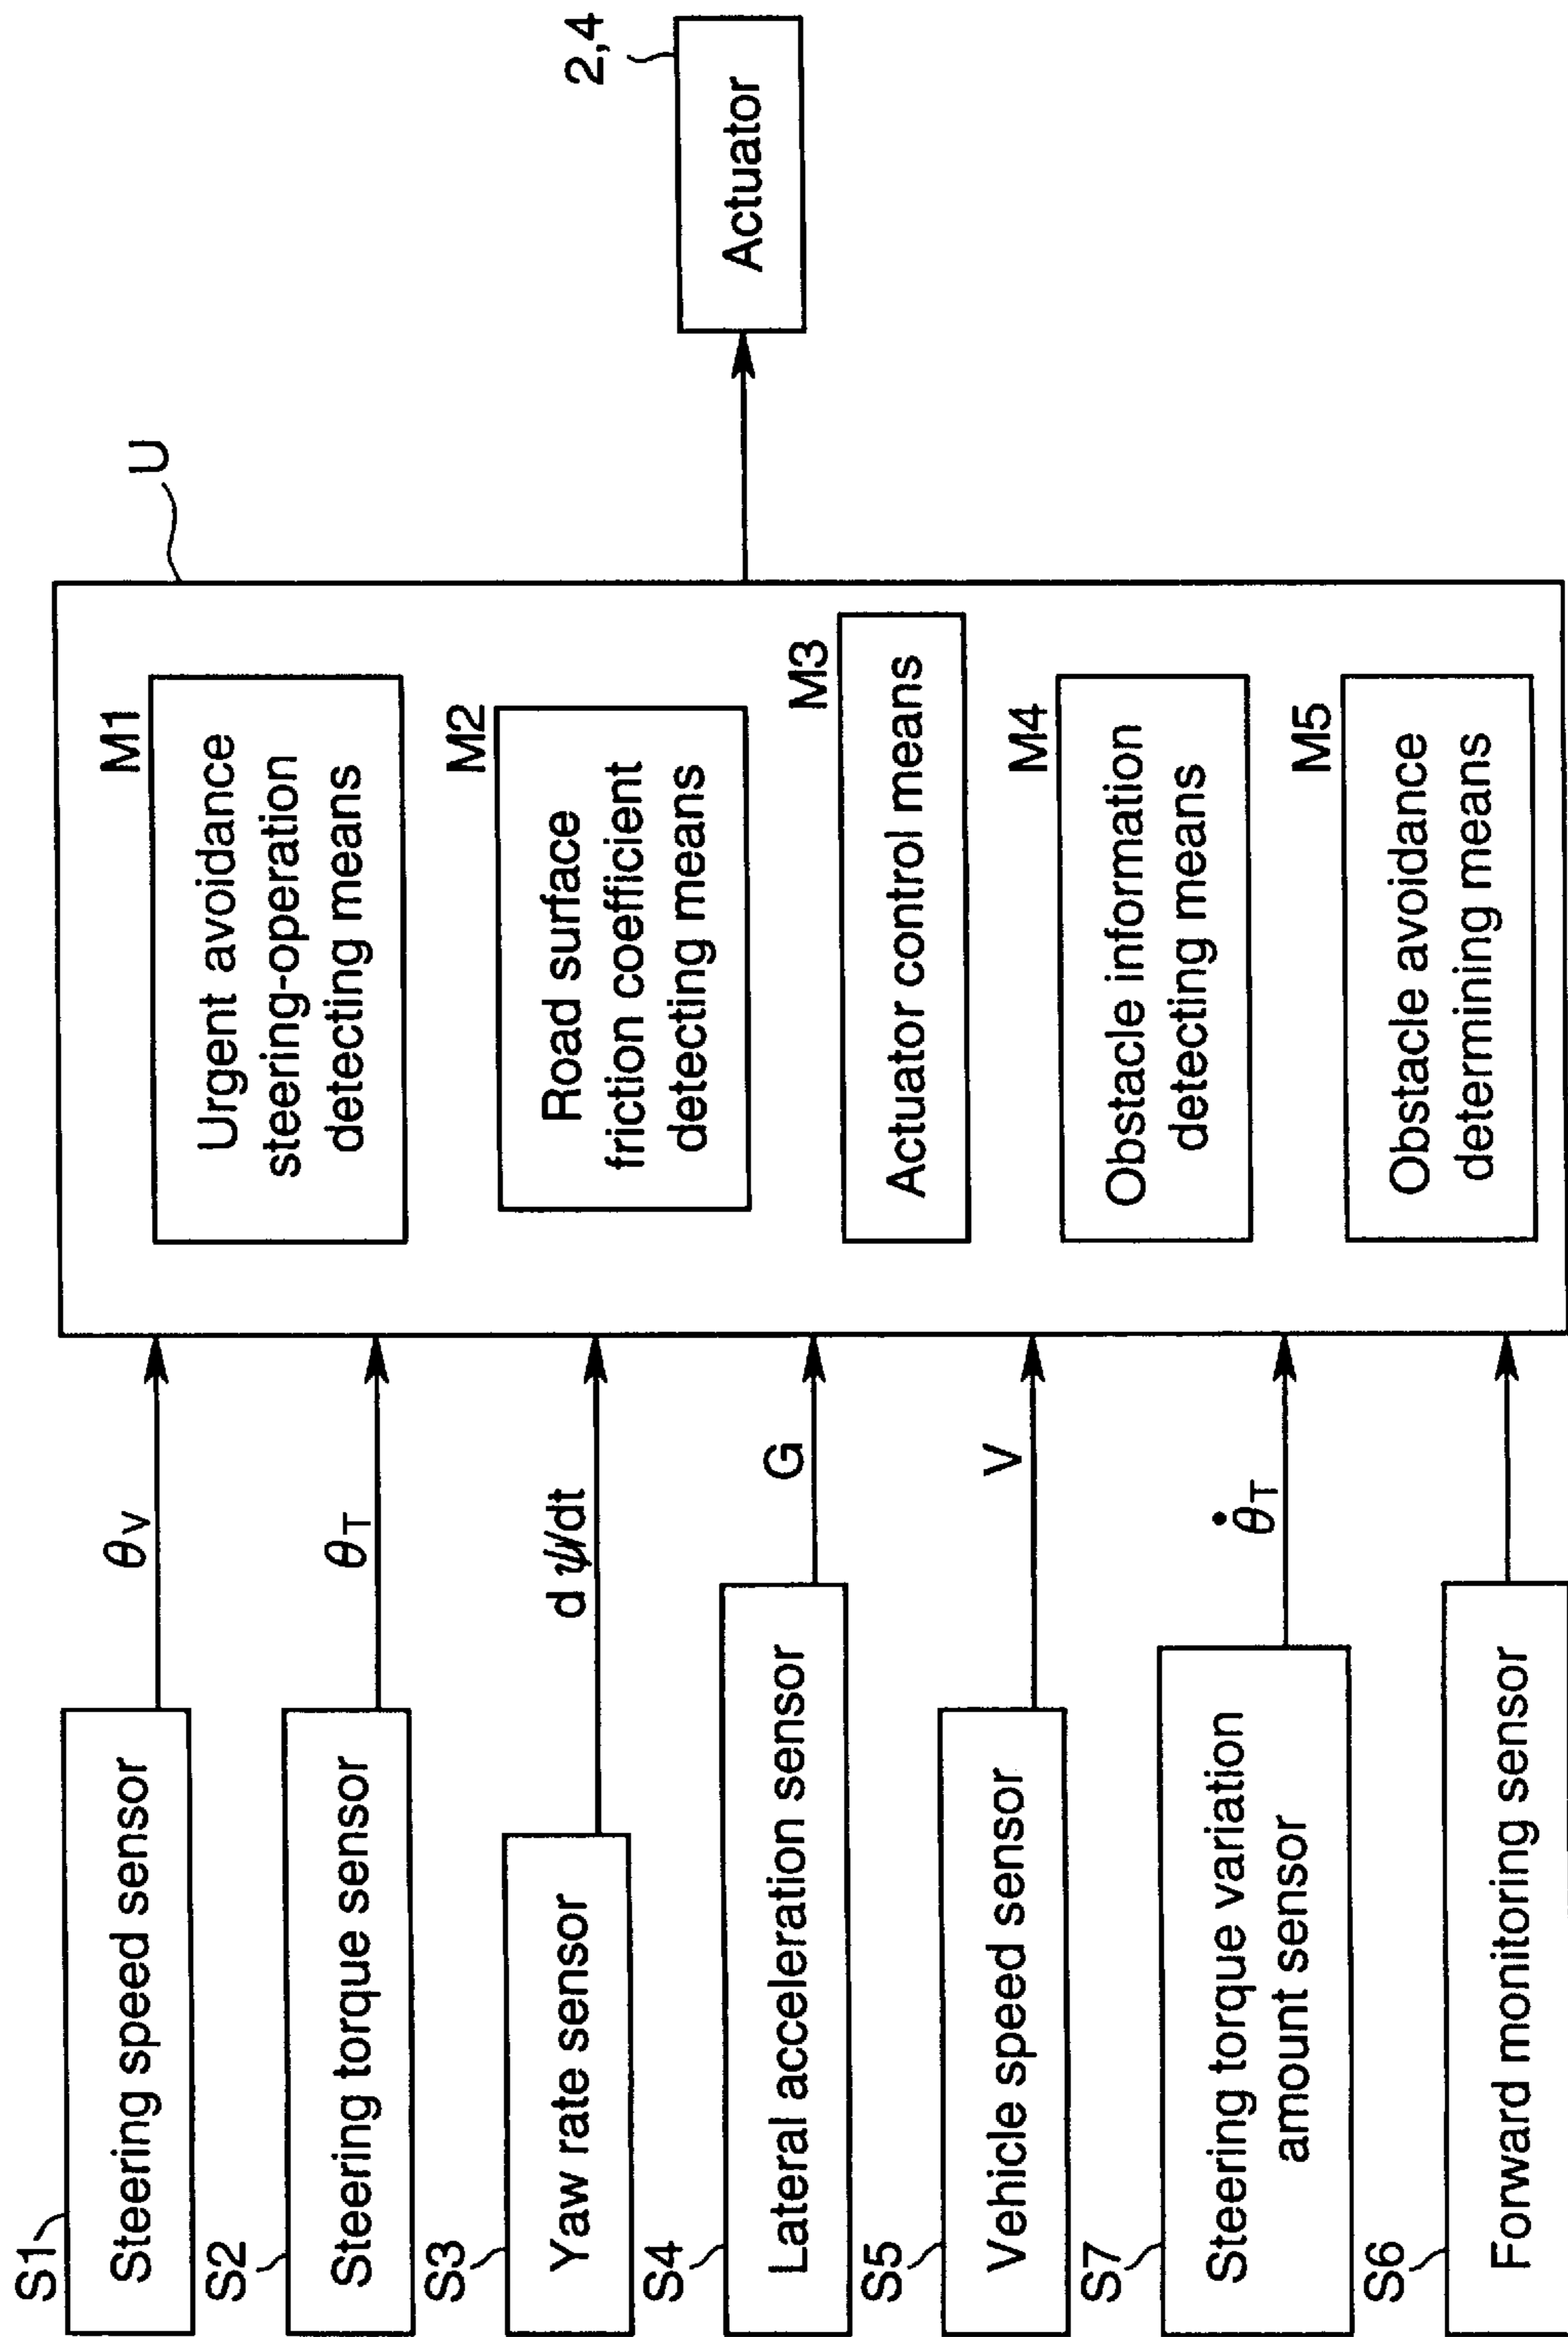 S1
Steering speed sensor
θV
S2
Steering torque sensor
θT
S3
Yaw rate sensor
d ψ/dt
S4
Lateral acceleration sensor
G
S5
Vehicle speed sensor
V
S7
Steering torque variation
amount sensor
θ̇T
S6
Forward monitoring sensor
U
M1
Urgent avoidance
steering-operation
detecting means
M2
Road surface
friction coefficient
detecting means
M3
Actuator control means
M4
Obstacle information
detecting means
M5
Obstacle avoidance
determining means
2,4
Actuator